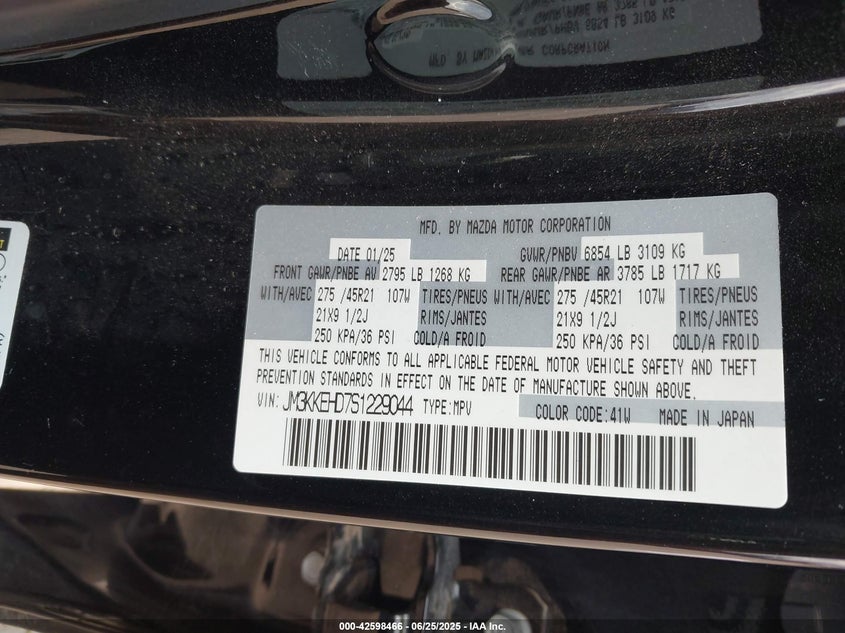 MFD. BY MAZDA MOTOR CORPORATION
DATE 01/25 GVWR/PNBV 6854 LB 3109 KG
FRONT GAWR/PNBE AV 2795 LB 1268 KG REAR GAWR/PNBE AR 3785 LB 1717 KG
WITH/AVEC 275 /45R21 107W TIRES/PNEUS WITH/AVEC 275 /45R21 107W TIRES/PNEUS
21X9 1/2J RIMS/JANTES 21X9 1/2J RIMS/JANTES
250 KPA/36 PSI COLD/A FROID 250 KPA/36 PSI COLD/A FROID
THIS VEHICLE CONFORMS TO ALL APPLICABLE FEDERAL MOTOR VEHICLE SAFETY AND THEFT
PREVENTION STANDARDS IN EFFECT ON THE DATE OF MANUFACTURE SHOWN ABOVE.
VIN: JM3KKEHD7S1229044 TYPE:MPV COLOR CODE:41W MADE IN JAPAN
000-42598466 - 06/25/2025 - IAA Inc.